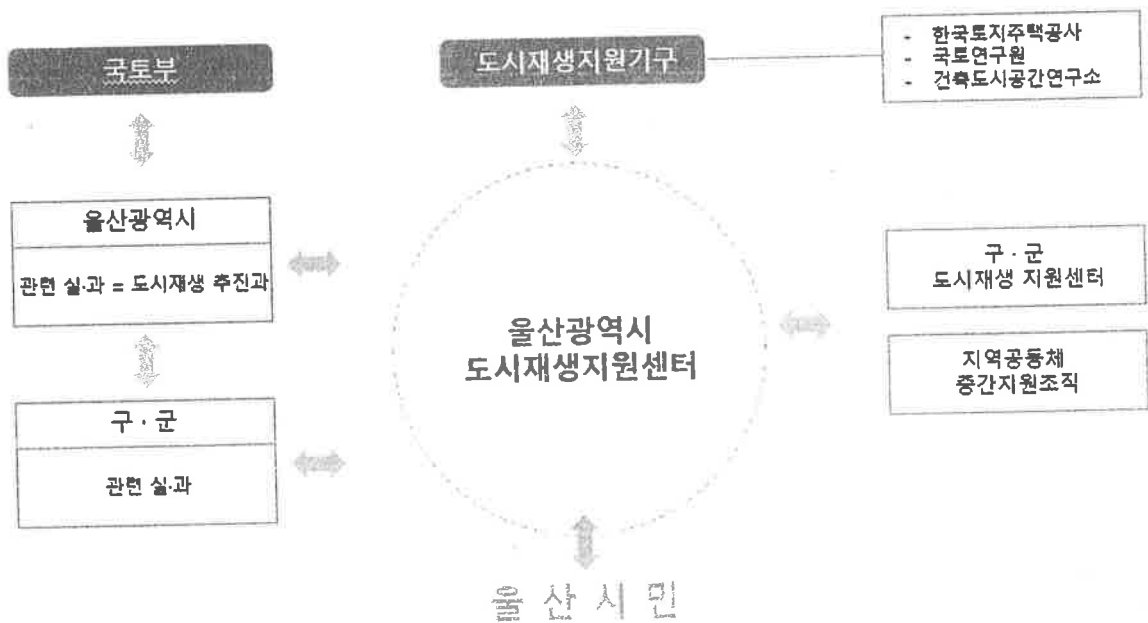 국토부
도시재생지원기구
- 한국토지주택공사
- 국토연구원
- 건축도시공간연구소
울산광역시
관련 실·과 = 도시재생 추진과
구·군
관련 실·과
울산광역시
도시재생지원센터
구·군
도시재생 지원센터
지역공동체
중간지원조직
울산시민